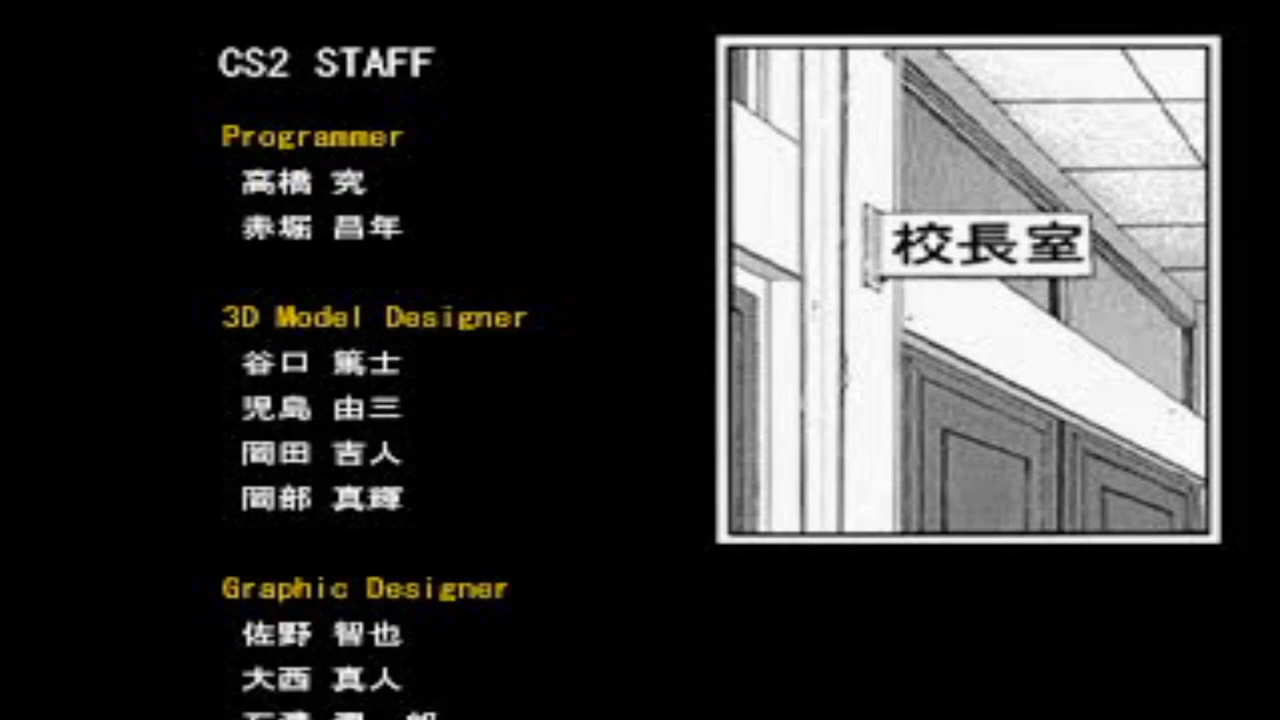 CS2 STAFF
Programmer
高橋 究
赤堀 昌年
3D Model Designer
谷口 篤士
児島 由三
岡田 吉人
岡部 真輝
Graphic Designer
佐野 智也
大西 真人
校長室